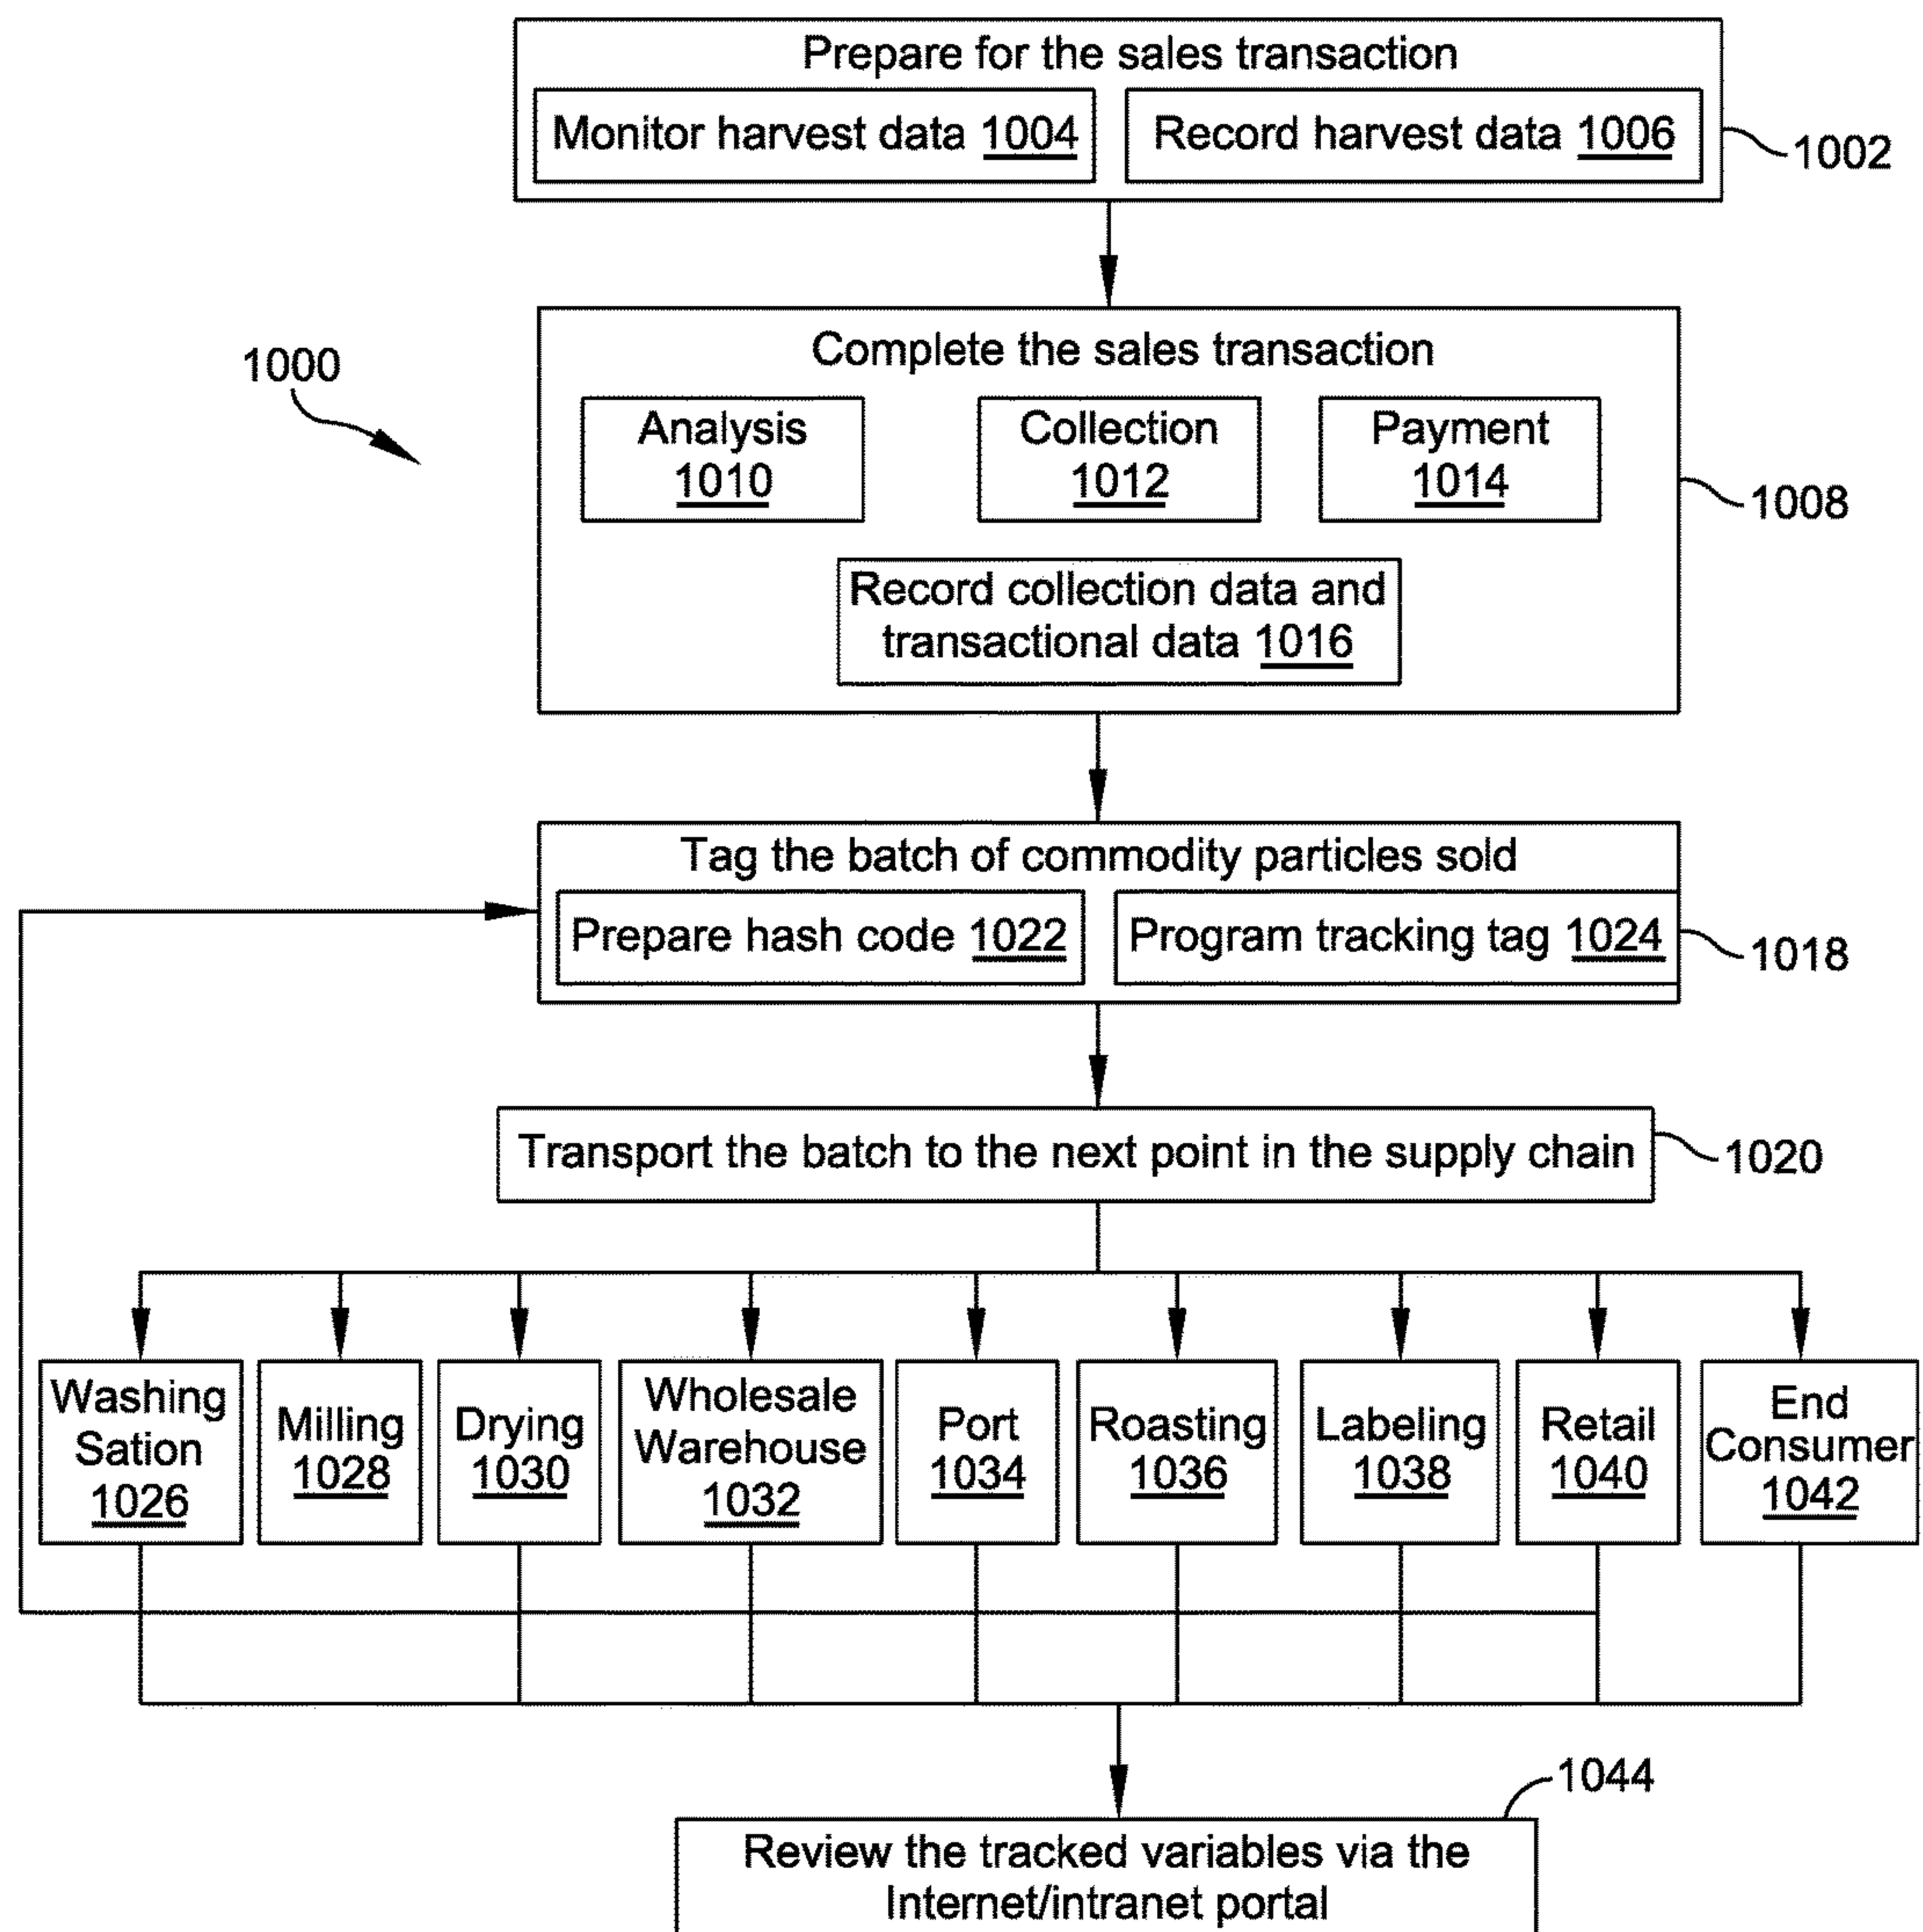 Prepare for the sales transaction
Monitor harvest data 1004
Record harvest data 1006
1002
1000
Complete the sales transaction
Analysis
1010
Collection
1012
Payment
1014
1008
Record collection data and
transactional data 1016
Tag the batch of commodity particles sold
Prepare hash code 1022
Program tracking tag 1024
1018
Transport the batch to the next point in the supply chain
1020
Washing
Sation
1026
Milling
1028
Drying
1030
Wholesale
Warehouse
1032
Port
1034
Roasting
1036
Labeling
1038
Retail
1040
End
Consumer
1042
1044
Review the tracked variables via the
Internet/intranet portal